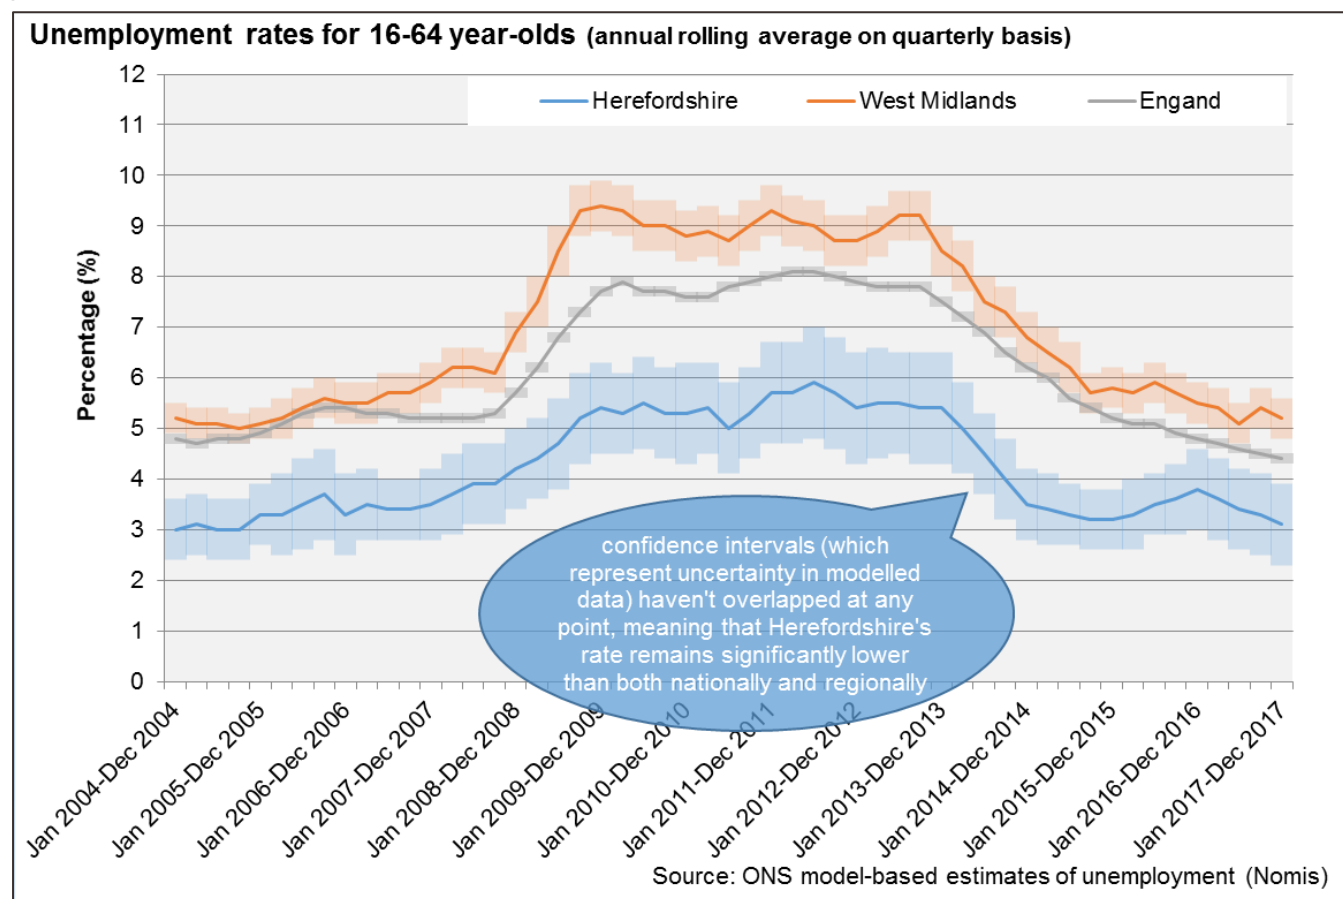 Unemployment rates for 16-64 year-olds (annual rolling average on quarterly basis)
12
11
10
9
8
7
6
5
4
3
2
1
0
Percentage (%)
Herefordshire
West Midlands
Engand
confidence intervals (which
represent uncertainty in modelled
data) haven't overlapped at any
point, meaning that Herefordshire's
rate remains significantly lower
than both nationally and regionally
Jan 2004-Dec 2004
Jan 2005-Dec 2005
Jan 2006-Dec 2006
Jan 2007-Dec 2007
Jan 2008-Dec 2008
Jan 2009-Dec 2009
Jan 2010-Dec 2010
Jan 2011-Dec 2011
Jan 2012-Dec 2012
Jan 2013-Dec 2013
Jan 2014-Dec 2014
Jan 2015-Dec 2015
Jan 2016-Dec 2016
Jan 2017-Dec 2017
Source: ONS model-based estimates of unemployment (Nomis)